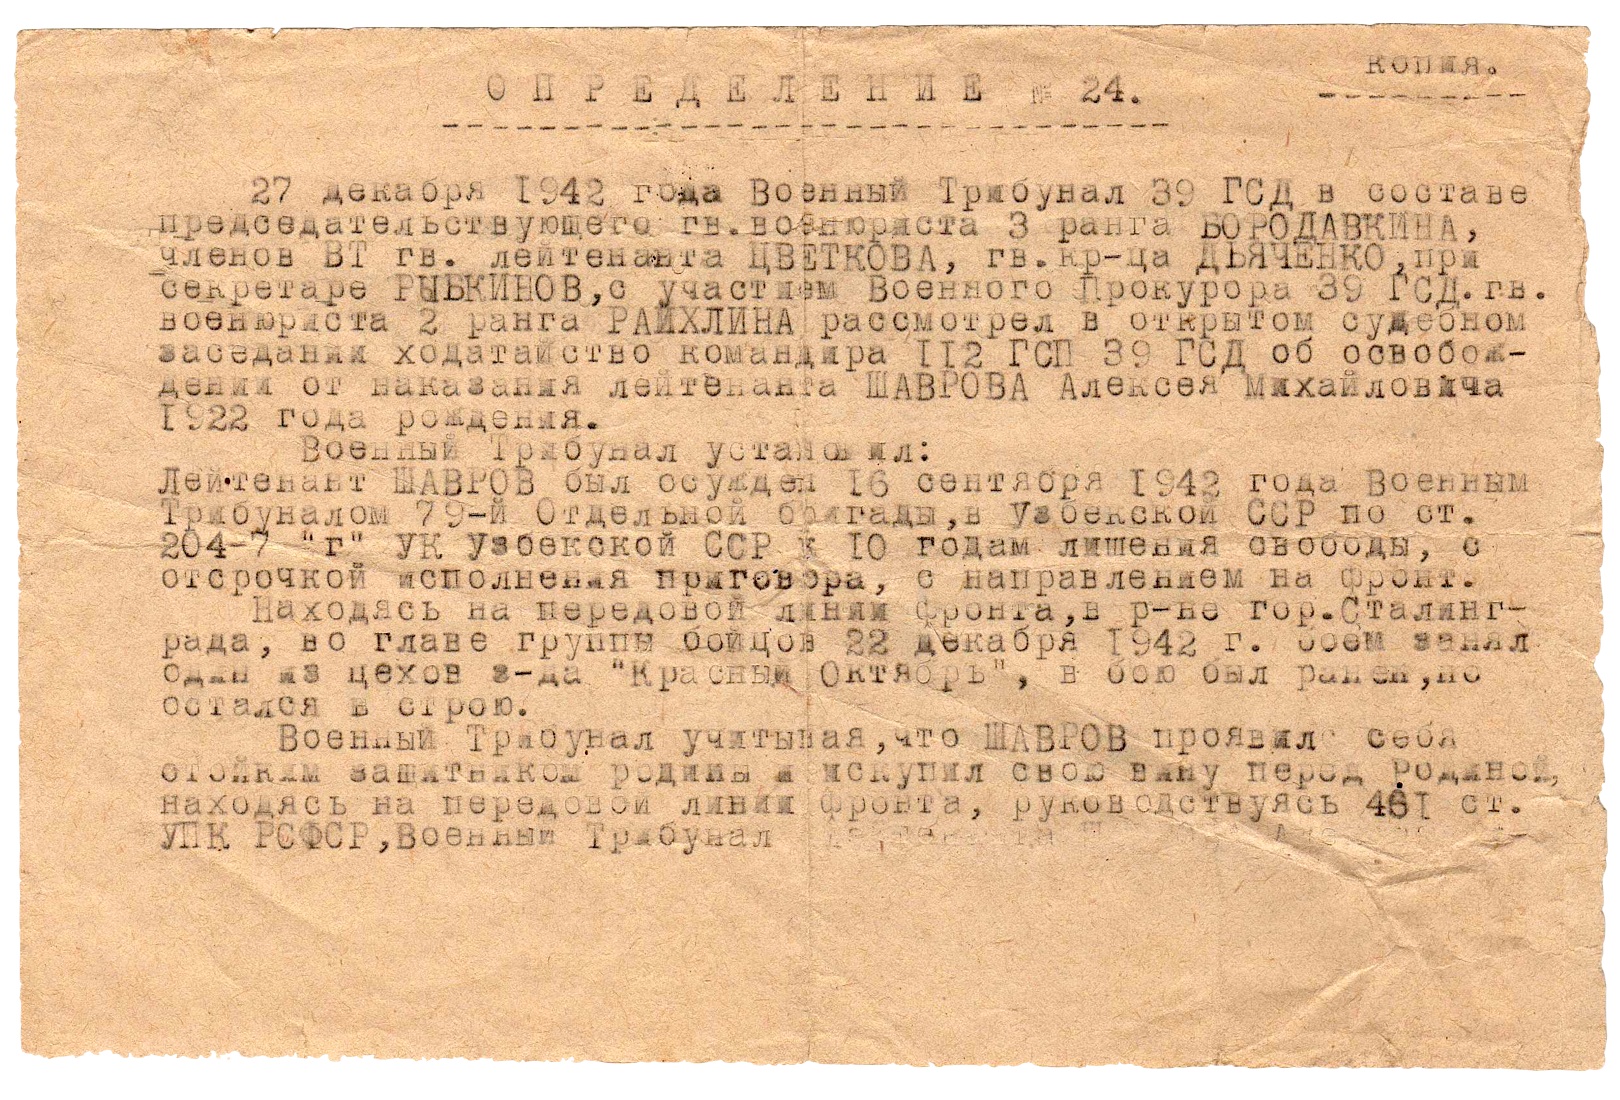 копия.
О П Р Е Д Е Л Е Н И Е № 24.
27 декабря 1942 года Военный Трибунал 39 ГСД в составе
председательствующего гв.военюриста 3 ранга БОРОДАВКИНА,
членов ВТ гв. лейтенанта ЦВЕТКОВА, гв.кр-ца ДЬЯЧЕНКО,при
секретаре РЫБКИНОВ,с участием Военного Прокурора 39 ГСД.гв.
военюриста 2 ранга РАЙХЛИНА рассмотрел в открытом судебном
заседании ходатайство командира 112 ГСП 39 ГСД об освобож-
дении от наказания лейтенанта ШАВРОВА Алексея Михайловича
1922 года рождения.
Военный Трибунал установил:
Лейтенант ШАВРОВ был осужден 16 сентября 1942 года Военным
Трибуналом 79-й Отдельной бригады,в Узбекской ССР по ст.
204-7 "г" УК Узбекской ССР к 10 годам лишения свободы, с
отсрочкой исполнения приговора, с направлением на фронт.
Находясь на передовой линии фронта,в р-не гор.Сталинг-
рада, во главе группы бойцов 22 декабря 1942 г. боем занял
один из цехов з-да "Красный Октябрь", в бою был ранен,но
остался в строю.
Военный Трибунал учитывая,что ШАВРОВ проявил себя
стойким защитником родины и искупил свою вину перед Родиной,
находясь на передовой линии фронта, руководствуясь 461 ст.
УПК РСФСР,Военный Трибунал